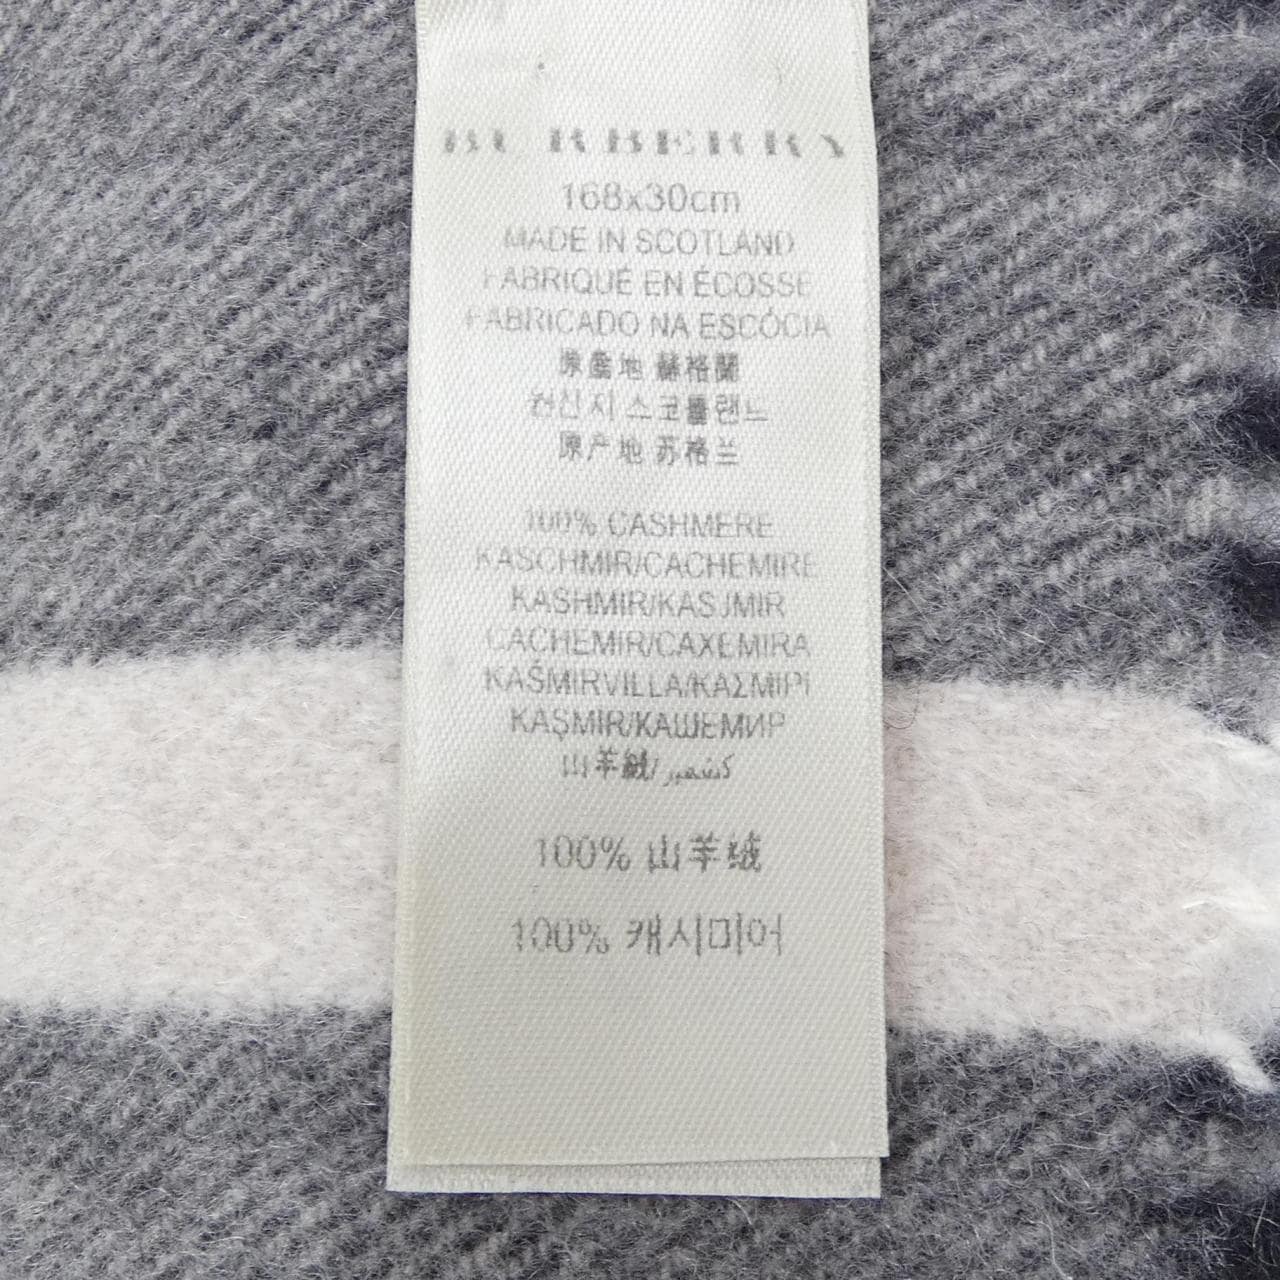 BURBERRY
168x30cm
MADE IN SCOTLAND
FABRIQUÉ EN ÉCOSSE
FABRICADO NA ESCÓCIA
原產地 蘇格蘭
원산지 스코틀랜드
原产地 苏格兰
100% CASHMERE
KASCHMIR/CACHEMIRE
KASHMIR/KASJMIR
CACHEMIR/CAXEMIRA
KAŠMIRVILLA/ΚΑΣΜΙΡΙ
KAŞMIR/КАШЕМИР
山羊絨/كشمير
100% 山羊绒
100% 캐시미어